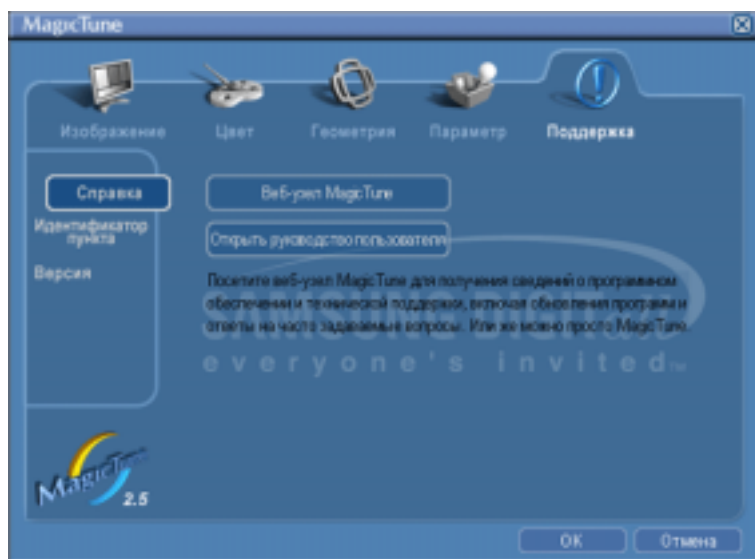 MagicTune
Изображение
Цвет
Геометрия
Параметр
Поддержка
Справка
Идентификатор
пункта
Версия
Веб-узел MagicTune
Открыть руководство пользователя
Посетите веб-узел MagicTune для получения сведений о программном
обеспечении и технической поддержки, включая обновления программ и
ответы на часто задаваемые вопросы. Или же можно просто MagicTune.
SAMSUNG DIGITall
everyone's invited TM
MagicTune
2.5
OK
Отмена